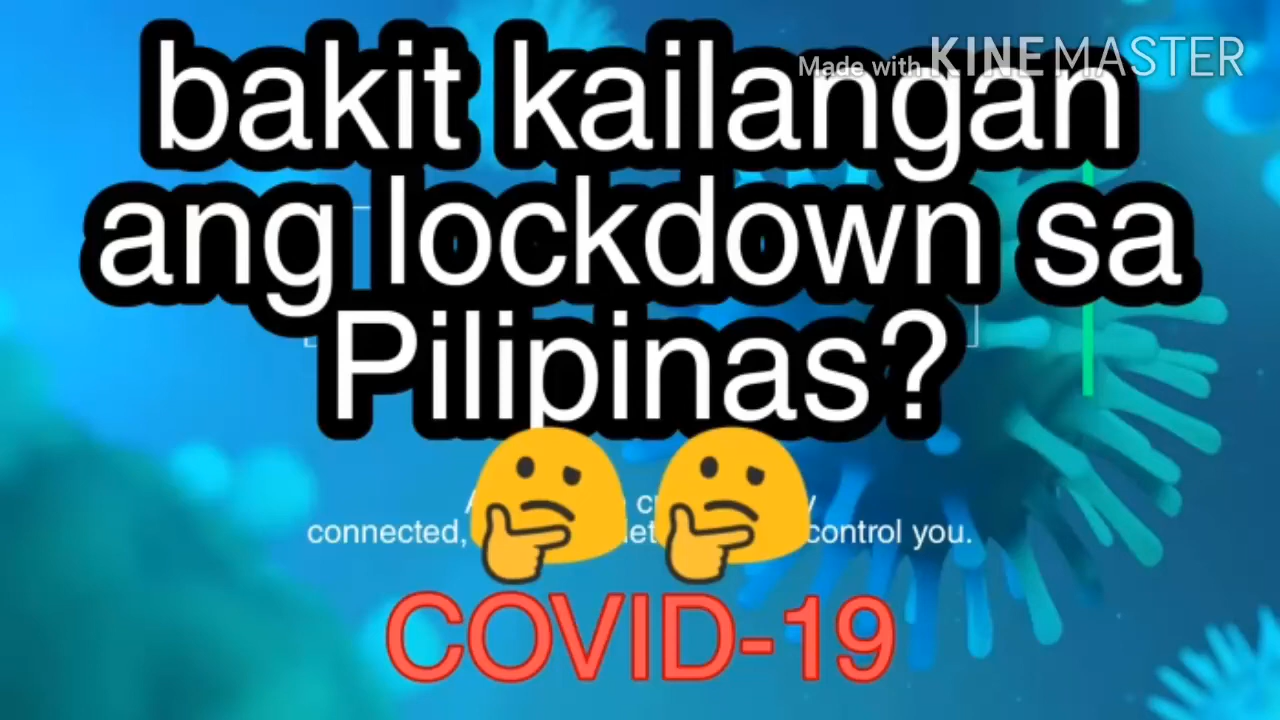 Made with KINEMASTER
bakit kailangan
ang lockdown sa
Pilipinas?
connected, control you.
COVID-19